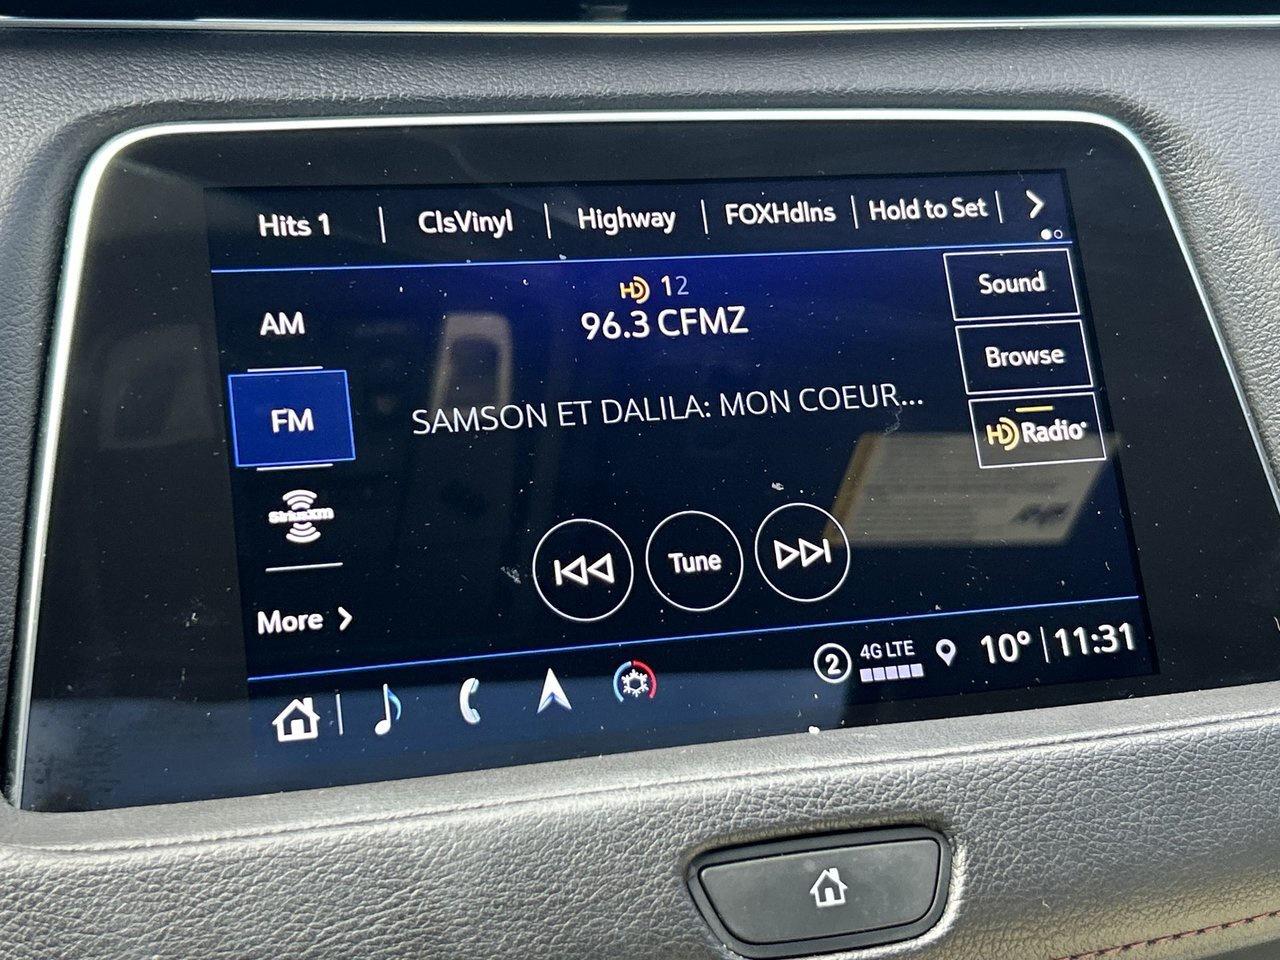 Hits 1
ClsVinyl
Highway
FOXHdlns
Hold to Set
HD 12
Sound
AM
96.3 CFMZ
Browse
FM
SAMSON ET DALILA: MON COEUR...
HD Radio
siriusxm
Tune
More
2
4G LTE
10° 11:31